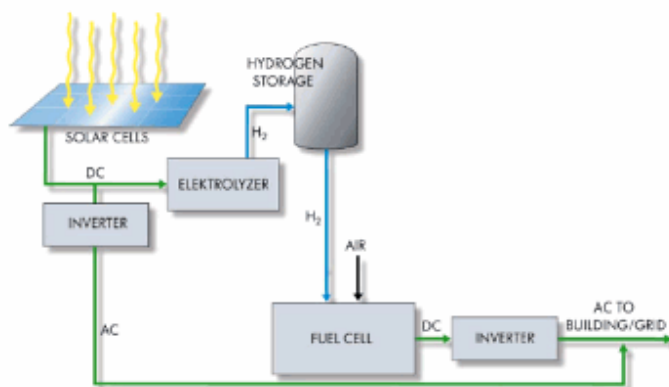 HYDROGEN
STORAGE
SOLAR CELLS
H2
DC
ELEKTROLYZER
INVERTER
H2
AIR
AC
FUEL CELL
DC
INVERTER
AC TO
BUILDING/GRID